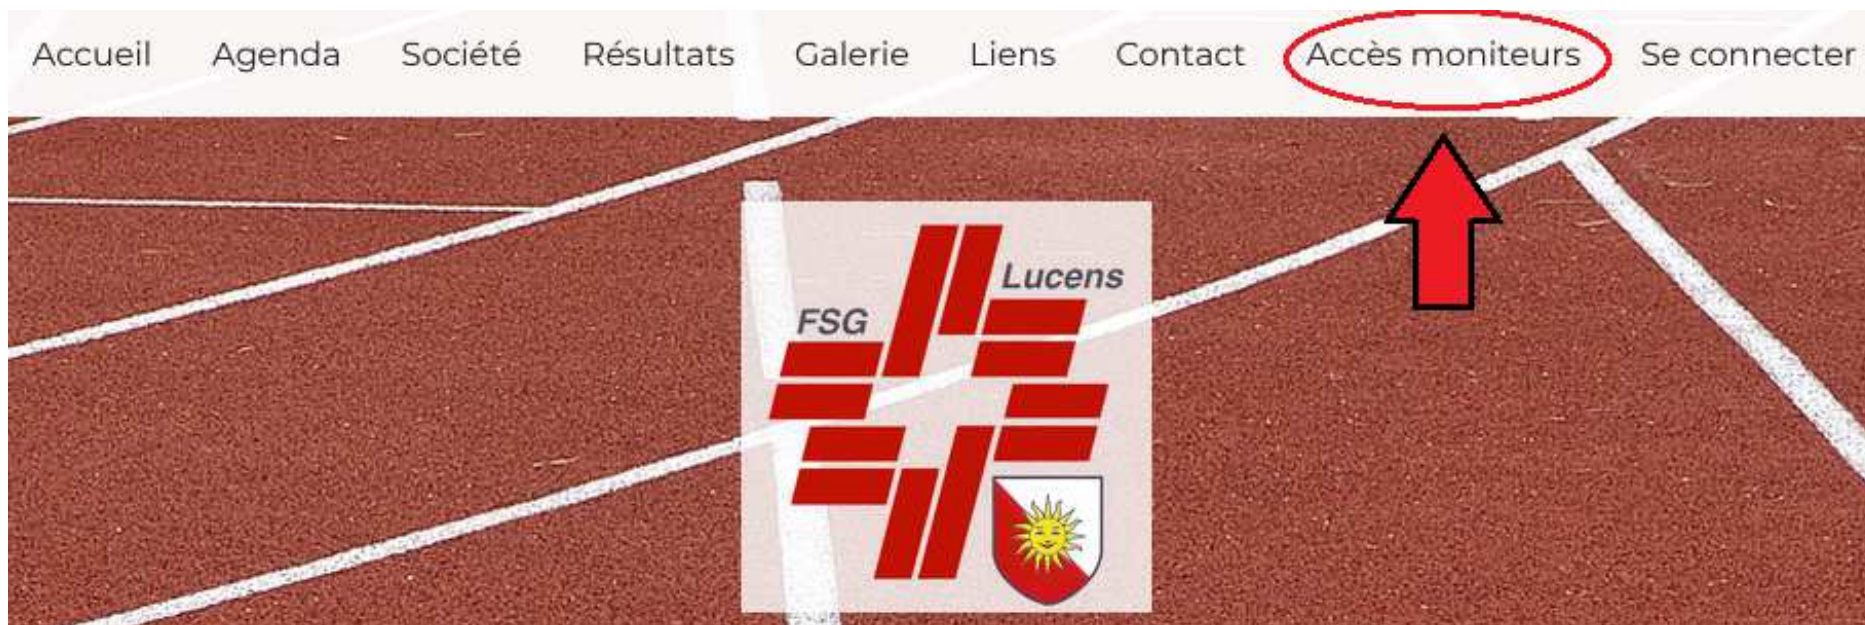 Accueil Agenda Société Résultats Galerie Liens Contact Accès moniteurs Se connecter
Lucens
FSG